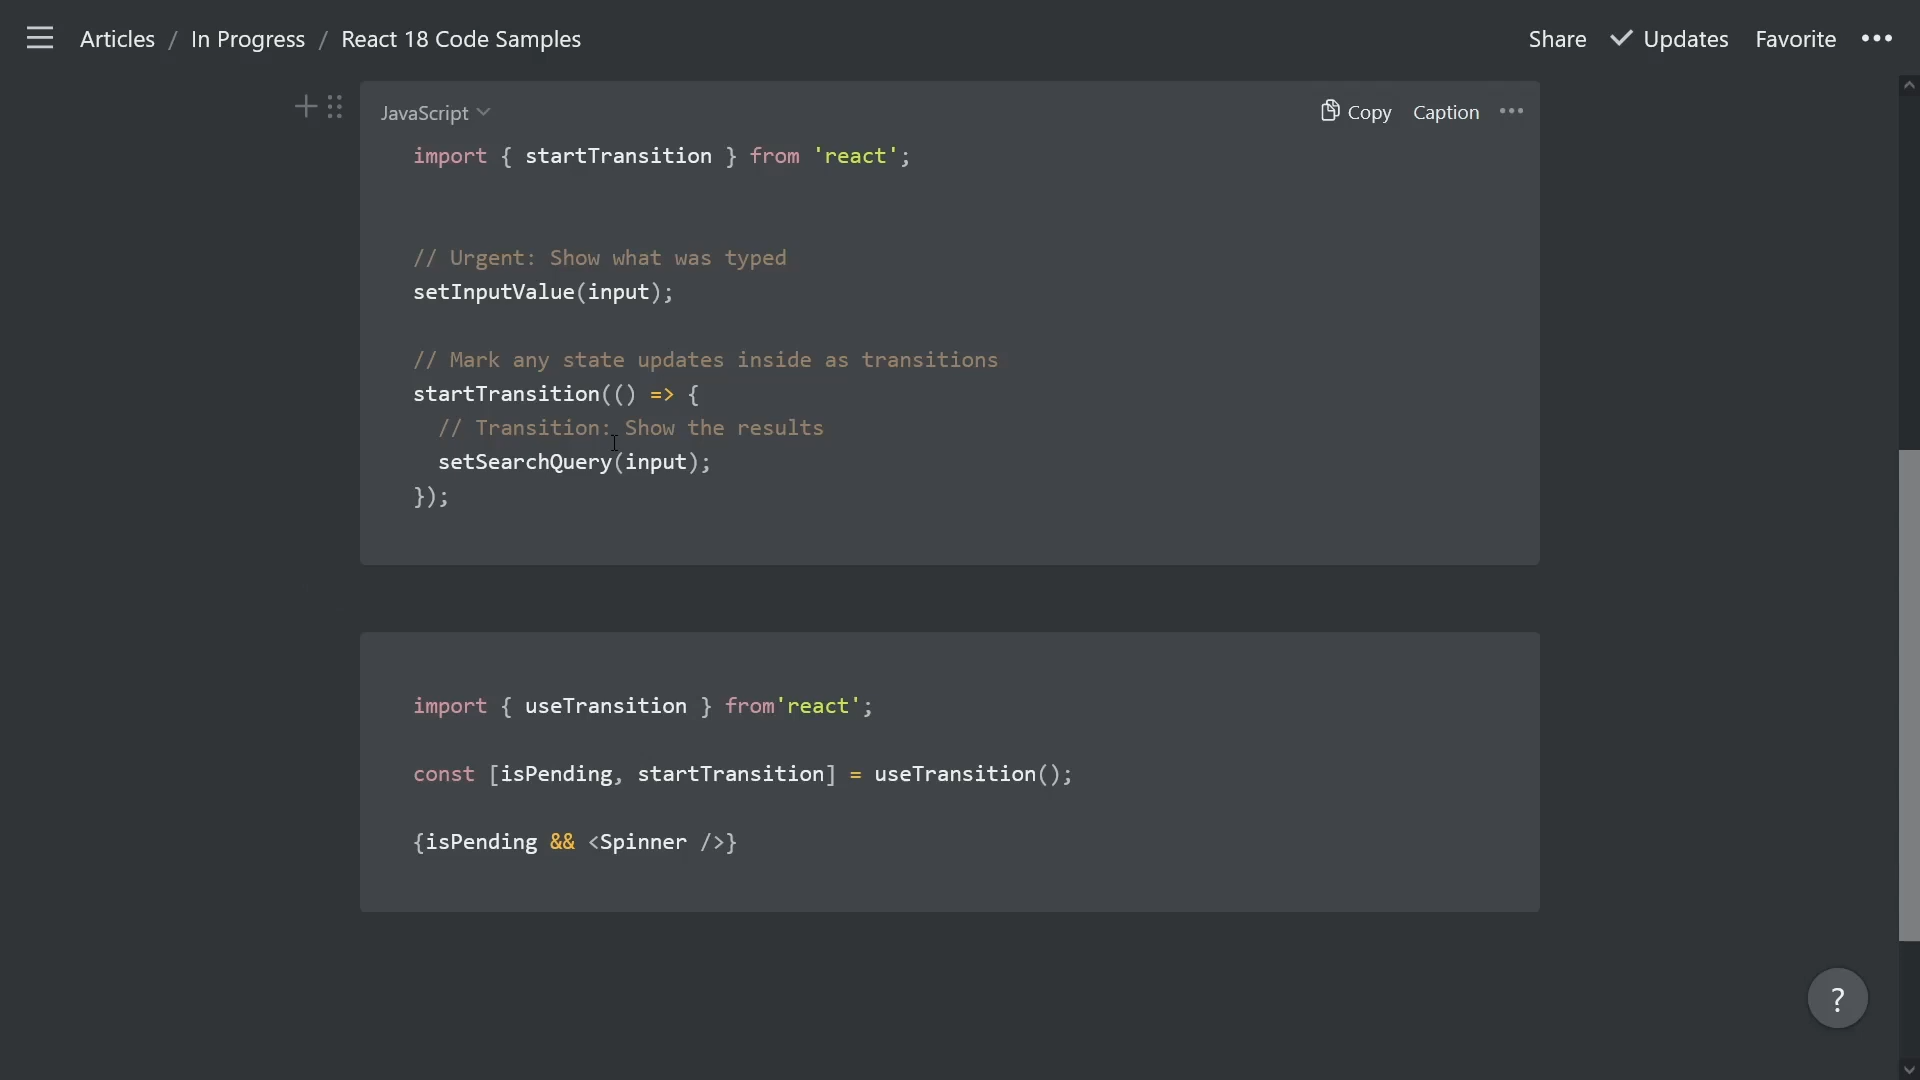 Articles / In Progress / React 18 Code Samples
Share Updates Favorite •••
JavaScript
Copy Caption •••
import { startTransition } from 'react';
// Urgent: Show what was typed
setInputValue(input);
// Mark any state updates inside as transitions
startTransition(() => {
// Transition: Show the results
setSearchQuery(input);
});
import { useTransition } from'react';
const [isPending, startTransition] = useTransition();
{isPending && <Spinner />}
?